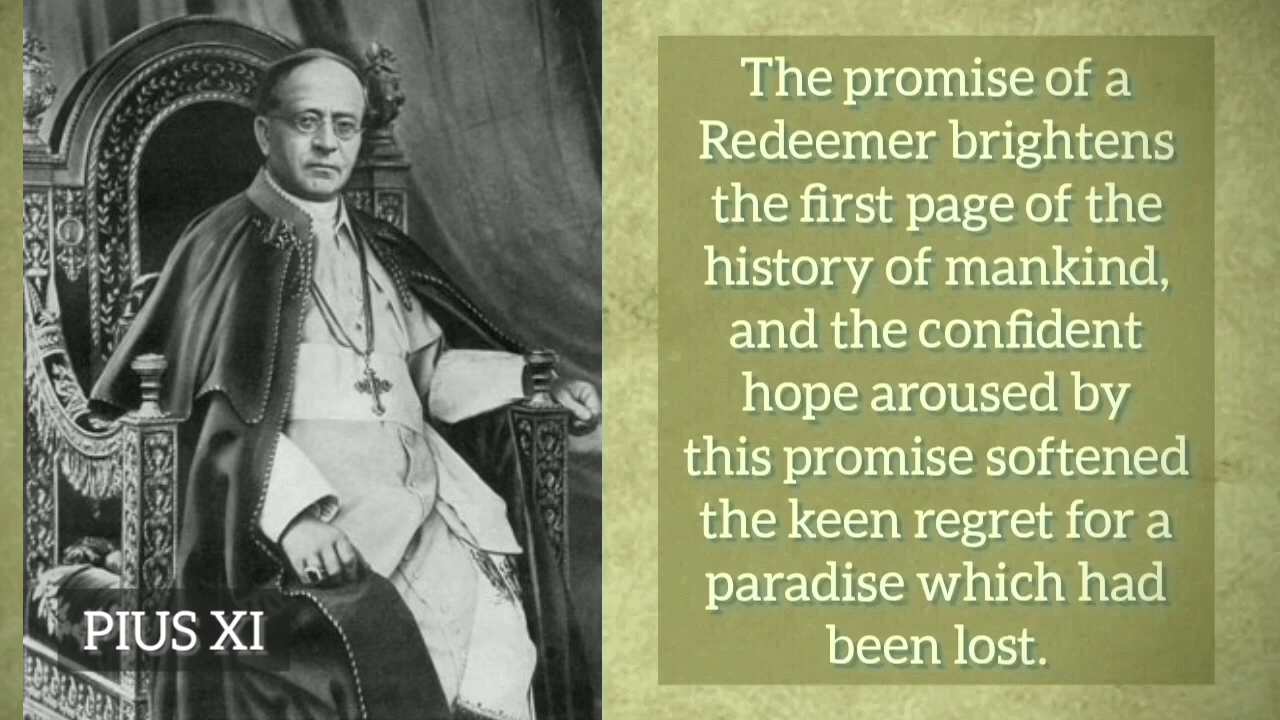 The promise of a
Redeemer brightens
the first page of the
history of mankind,
and the confident
hope aroused by
this promise softened
the keen regret for a
paradise which had
been lost.
PIUS XI